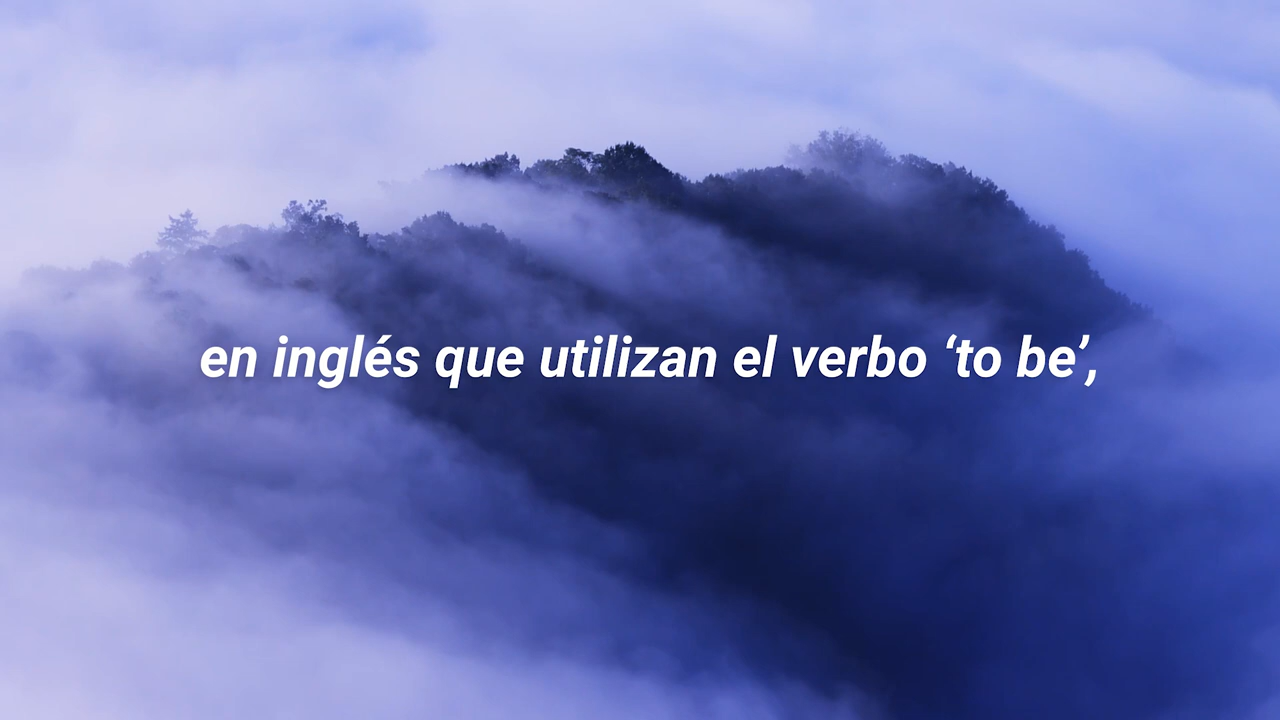 en inglés que utilizan el verbo ‘to be’,